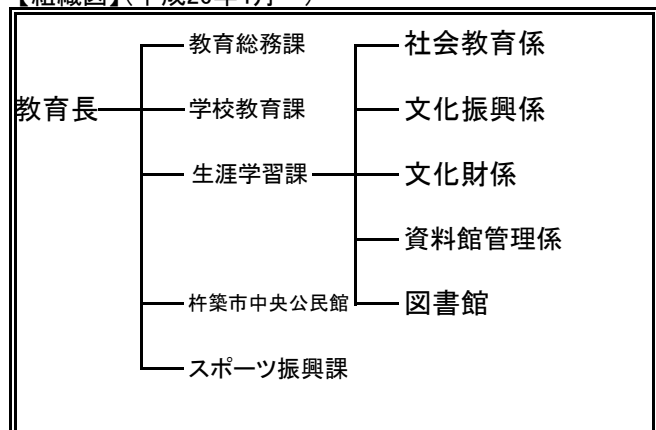 教育総務課 社会教育係
教育長 学校教育課 文化振興係
生涯学習課 文化財係
資料館管理係
杵築市中央公民館 図書館
スポーツ振興課